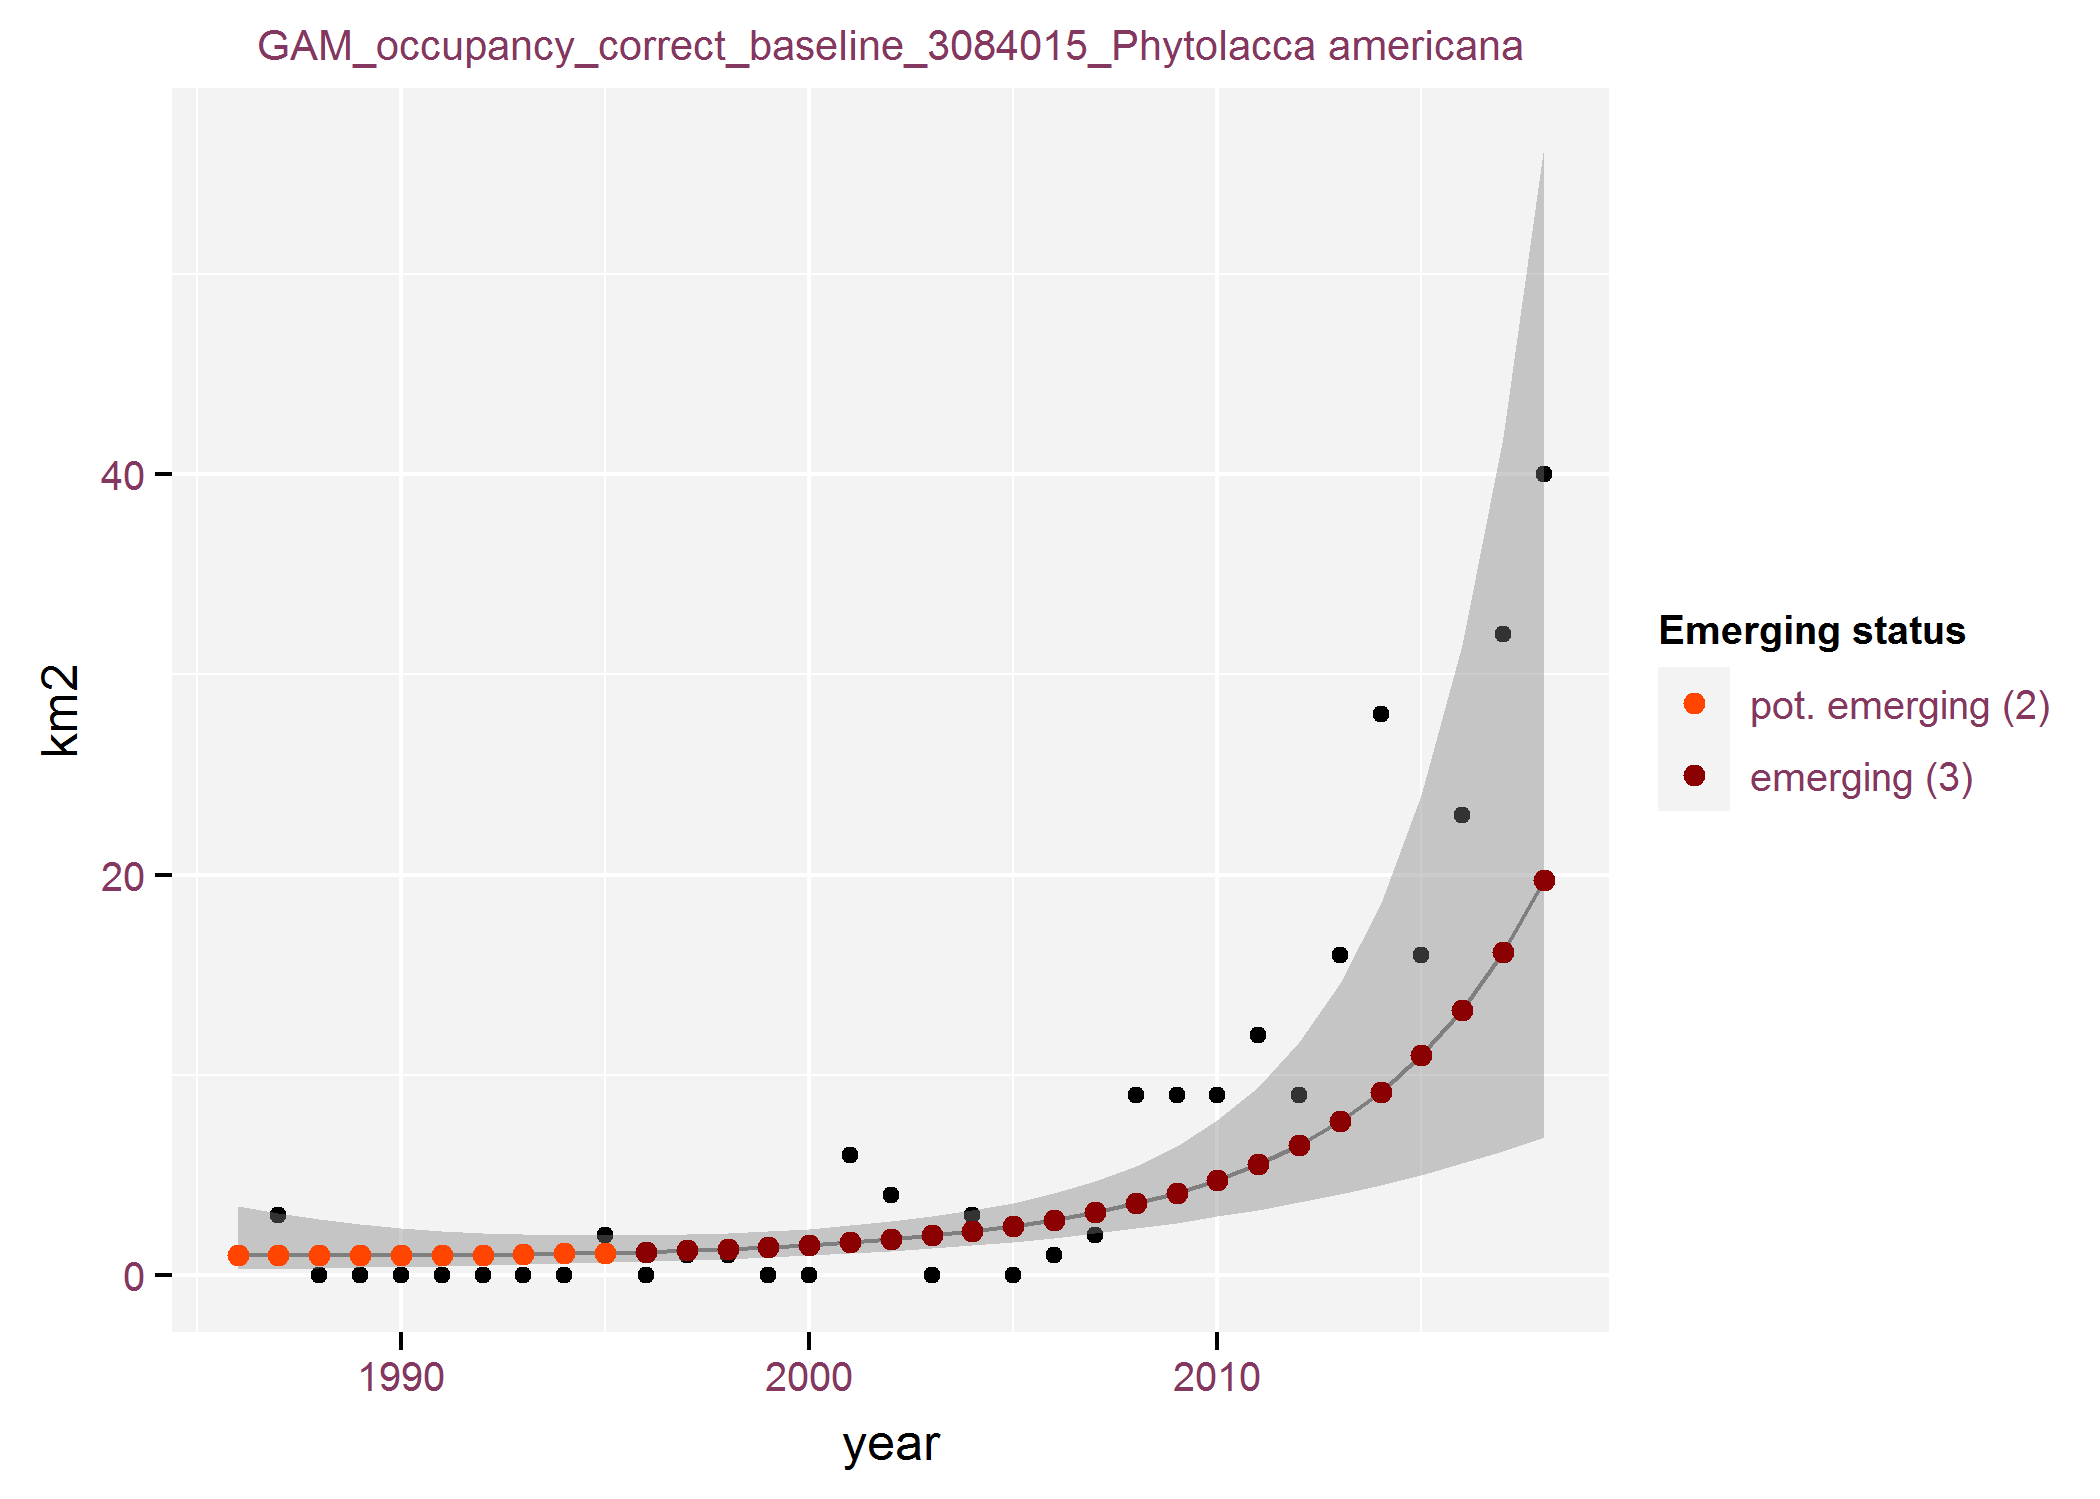 GAM_occupancy_correct_baseline_3084015_Phytolacca americana
km2
40
20
0
1990
2000
2010
year
Emerging status
pot. emerging (2)
emerging (3)